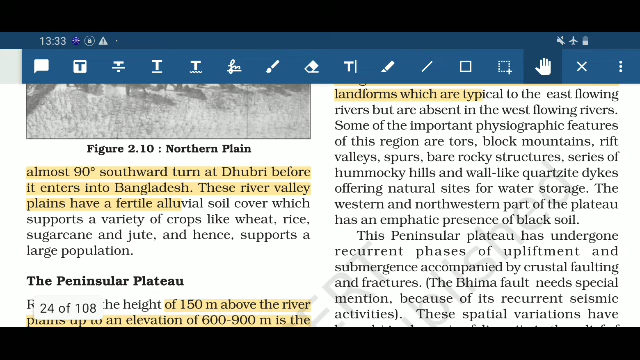 13:33
Figure 2.10 : Northern Plain
almost 90° southward turn at Dhubri before
it enters into Bangladesh. These river valley
plains have a fertile alluvial soil cover which
supports a variety of crops like wheat, rice,
sugarcane and jute, and hence, supports a
large population.
The Peninsular Plateau
24 of 108
the height of 150 m above the river
plains up to an elevation of 600-900 m is the
landforms which are typical to the east flowing
rivers but are absent in the west flowing rivers.
Some of the important physiographic features
of this region are tors, block mountains, rift
valleys, spurs, bare rocky structures, series of
hummocky hills and wall-like quartzite dykes
offering natural sites for water storage. The
western and northwestern part of the plateau
has an emphatic presence of black soil.
This Peninsular plateau has undergone
recurrent phases of upliftment and
submergence accompanied by crustal faulting
and fractures. (The Bhima fault needs special
mention, because of its recurrent seismic
activities). These spatial variations have